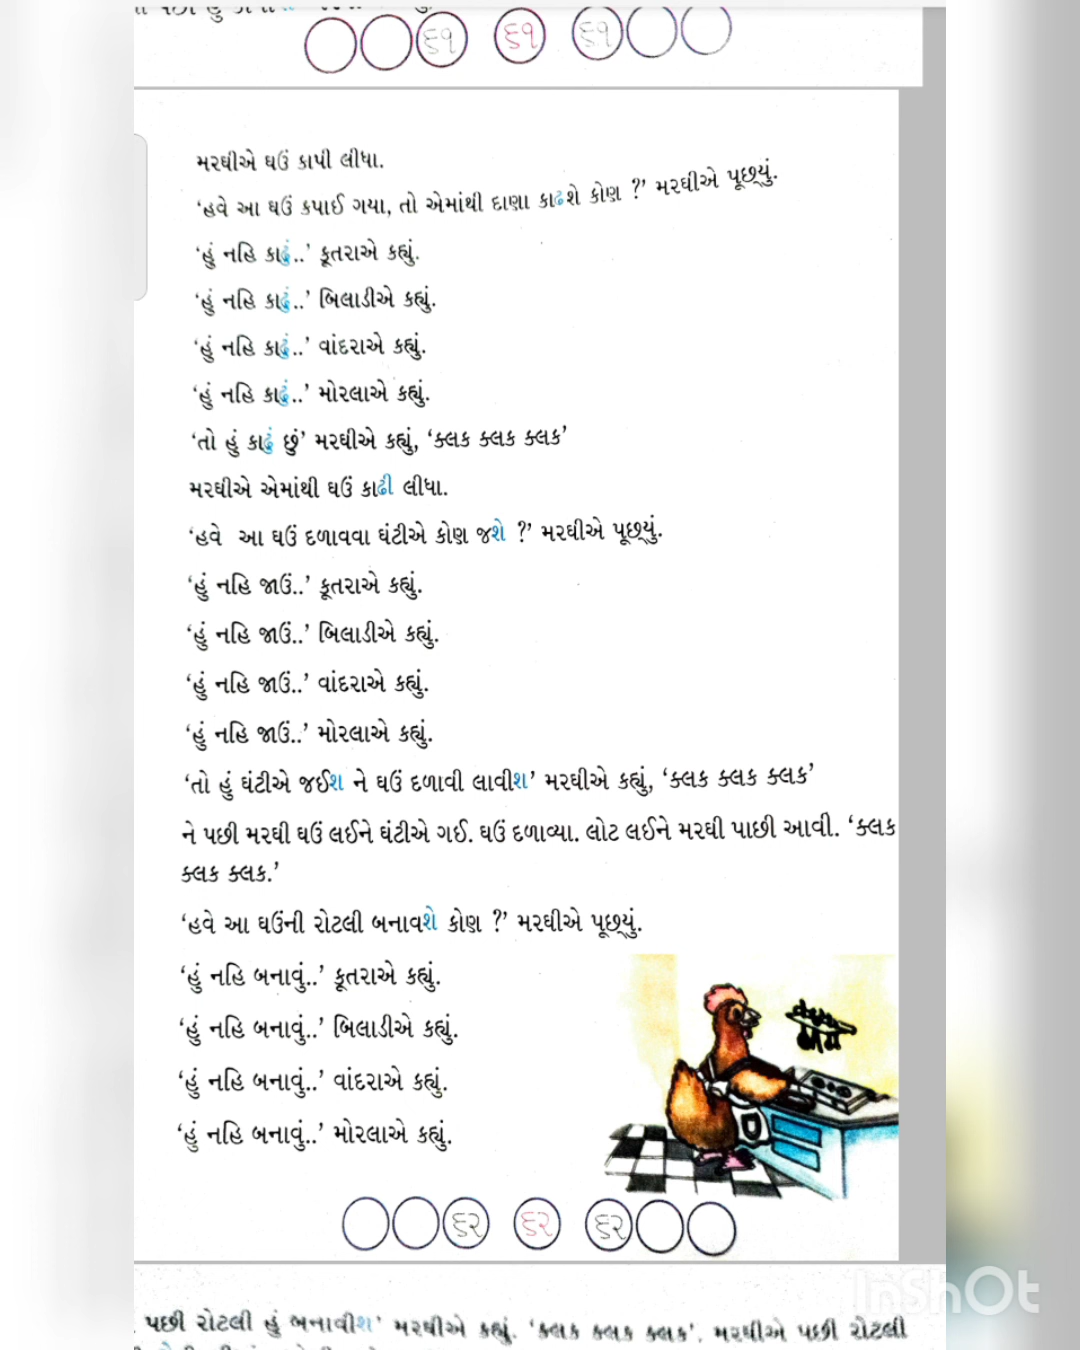 ૬૧ ૬૧ ૬૧
મરઘીએ ઘઉં કાપી લીધા.
‘હવે આ ઘઉં કપાઈ ગયા, તો એમાંથી દાણા કાઢશે કોણ ?’ મરઘીએ પૂછ્યું.
‘હું નહિ કાઢું..’ કૂતરાએ કહ્યું.
‘હું નહિ કાઢું..’ બિલાડીએ કહ્યું.
‘હું નહિ કાઢું..’ વાંદરાએ કહ્યું.
‘હું નહિ કાઢું..’ મોરલાએ કહ્યું.
‘તો હું કાઢું છું’ મરઘીએ કહ્યું, ‘ક્લક ક્લક ક્લક’
મરઘીએ એમાંથી ઘઉં કાઢી લીધા.
‘હવે આ ઘઉં દળાવવા ઘંટીએ કોણ જશે ?’ મરઘીએ પૂછ્યું.
‘હું નહિ જાઉં..’ કૂતરાએ કહ્યું.
‘હું નહિ જાઉં..’ બિલાડીએ કહ્યું.
‘હું નહિ જાઉં..’ વાંદરાએ કહ્યું.
‘હું નહિ જાઉં..’ મોરલાએ કહ્યું.
‘તો હું ઘંટીએ જઈશ ને ઘઉં દળાવી લાવીશ’ મરઘીએ કહ્યું, ‘ક્લક ક્લક ક્લક’
ને પછી મરઘી ઘઉં લઈને ઘંટીએ ગઈ. ઘઉં દળાવ્યા. લોટ લઈને મરઘી પાછી આવી. ‘ક્લક
ક્લક ક્લક.’
‘હવે આ ઘઉંની રોટલી બનાવશે કોણ ?’ મરઘીએ પૂછ્યું.
‘હું નહિ બનાવું..’ કૂતરાએ કહ્યું.
‘હું નહિ બનાવું..’ બિલાડીએ કહ્યું.
‘હું નહિ બનાવું..’ વાંદરાએ કહ્યું.
‘હું નહિ બનાવું..’ મોરલાએ કહ્યું.
૬૨ ૬૨ ૬૨
InShOt
પછી રોટલી હું બનાવીશ’ મરઘીએ કહ્યું. ‘ક્લક ક્લક ક્લક’. મરઘીએ પછી રોટલી